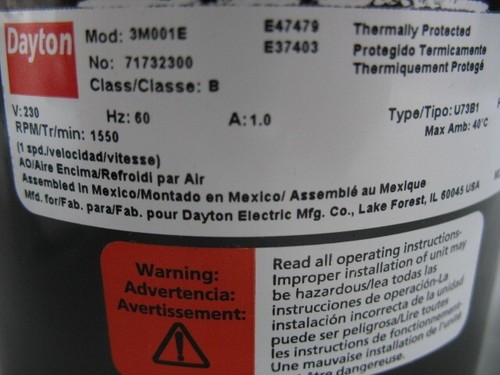 Dayton
Mod: 3M001E
No: 71732300
Class/Classe: B
E47479
E37403
Thermally Protected
Protegido Termicamente
Thermiquement Protegé
V: 230 Hz: 60 A: 1.0 Type/Tipo: U73B1
RPM/Tr/min: 1550 Max Amb: 40°C
(1 spd./velocidad/vitesse)
AO/Aire Encima/Refroidi par Air
Assembled in Mexico/Montado en Mexico/ Assemblé au Mexique
Mfd. for/Fab. para/Fab. pour Dayton Electric Mfg. Co., Lake Forest, IL 60045 USA
Warning:
Advertencia:
Avertissement:
Read all operating instructions-
Improper installation of unit may
be hazardous/lea todas las
instrucciones de operación-La
instalación incorrecta de la unidad
puede ser peligrosa/Lire toutes
les instructions de fonctionnement-
Une mauvaise installation de l'unité
être dangereuse.